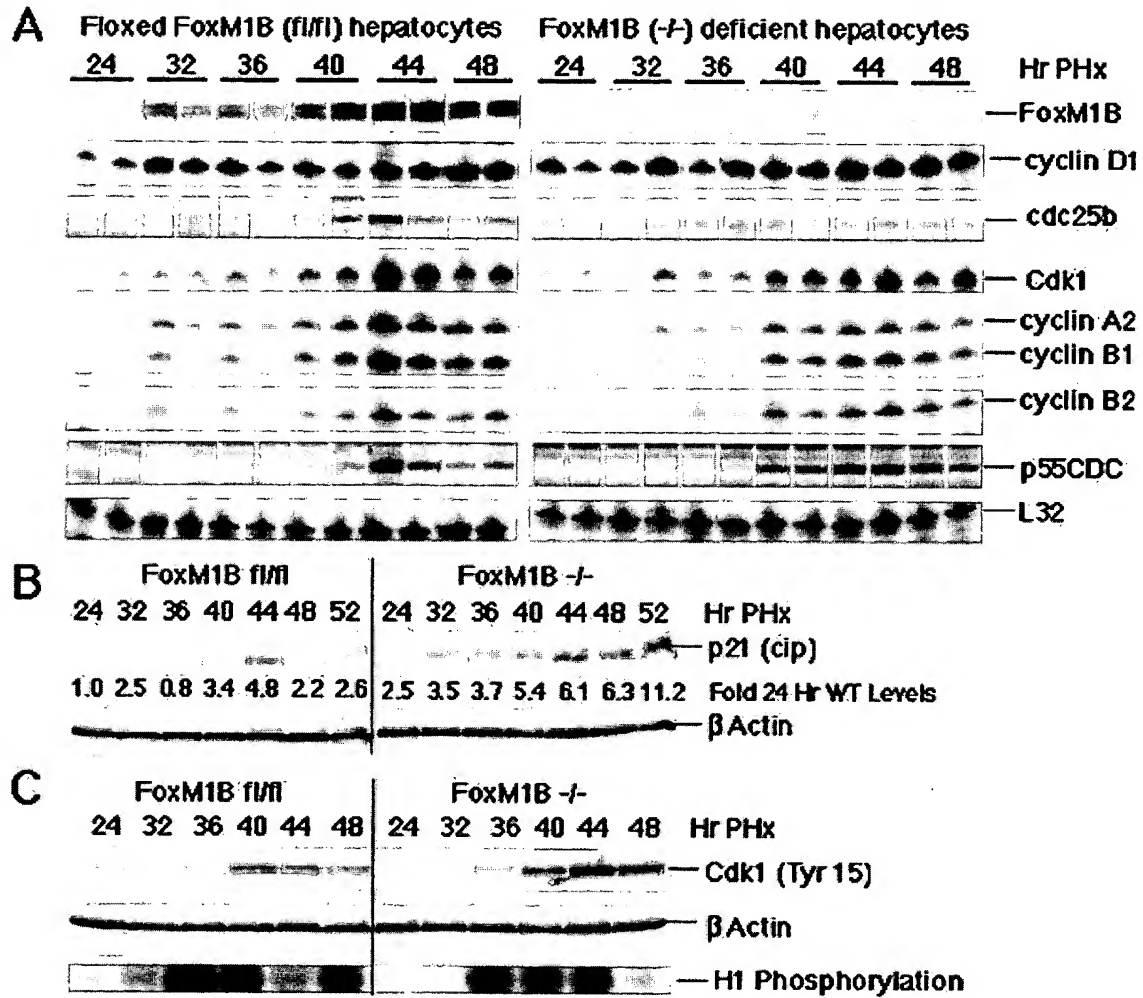 A Floxed FoxM1B (fl/fl) hepatocytes FoxM1B (-/-) deficient hepatocytes
24 32 36 40 44 48 24 32 36 40 44 48 Hr PHx
FoxM1B
cyclin D1
cdc25b
Cdk1
cyclin A2
cyclin B1
cyclin B2
p55CDC
L32
B FoxM1B fl/fl FoxM1B -/-
24 32 36 40 44 48 52 24 32 36 40 44 48 52 Hr PHx
p21 (cip)
1.0 2.5 0.8 3.4 4.8 2.2 2.6 2.5 3.5 3.7 5.4 6.1 6.3 11.2 Fold 24 Hr WT Levels
β Actin
C FoxM1B fl/fl FoxM1B -/-
24 32 36 40 44 48 24 32 36 40 44 48 Hr PHx
Cdk1 (Tyr 15)
β Actin
H1 Phosphorylation